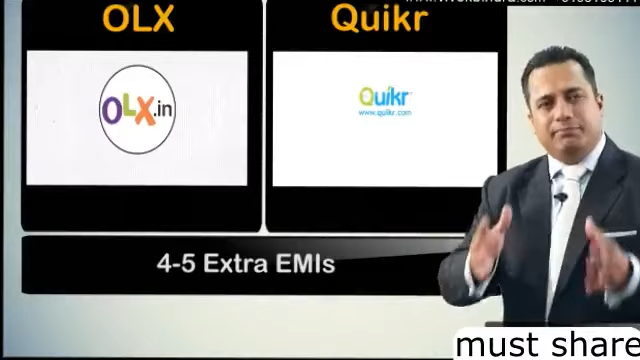 OLX
Quikr
OLX.in
Quikr
www.quikr.com
4-5 Extra EMIs
must share